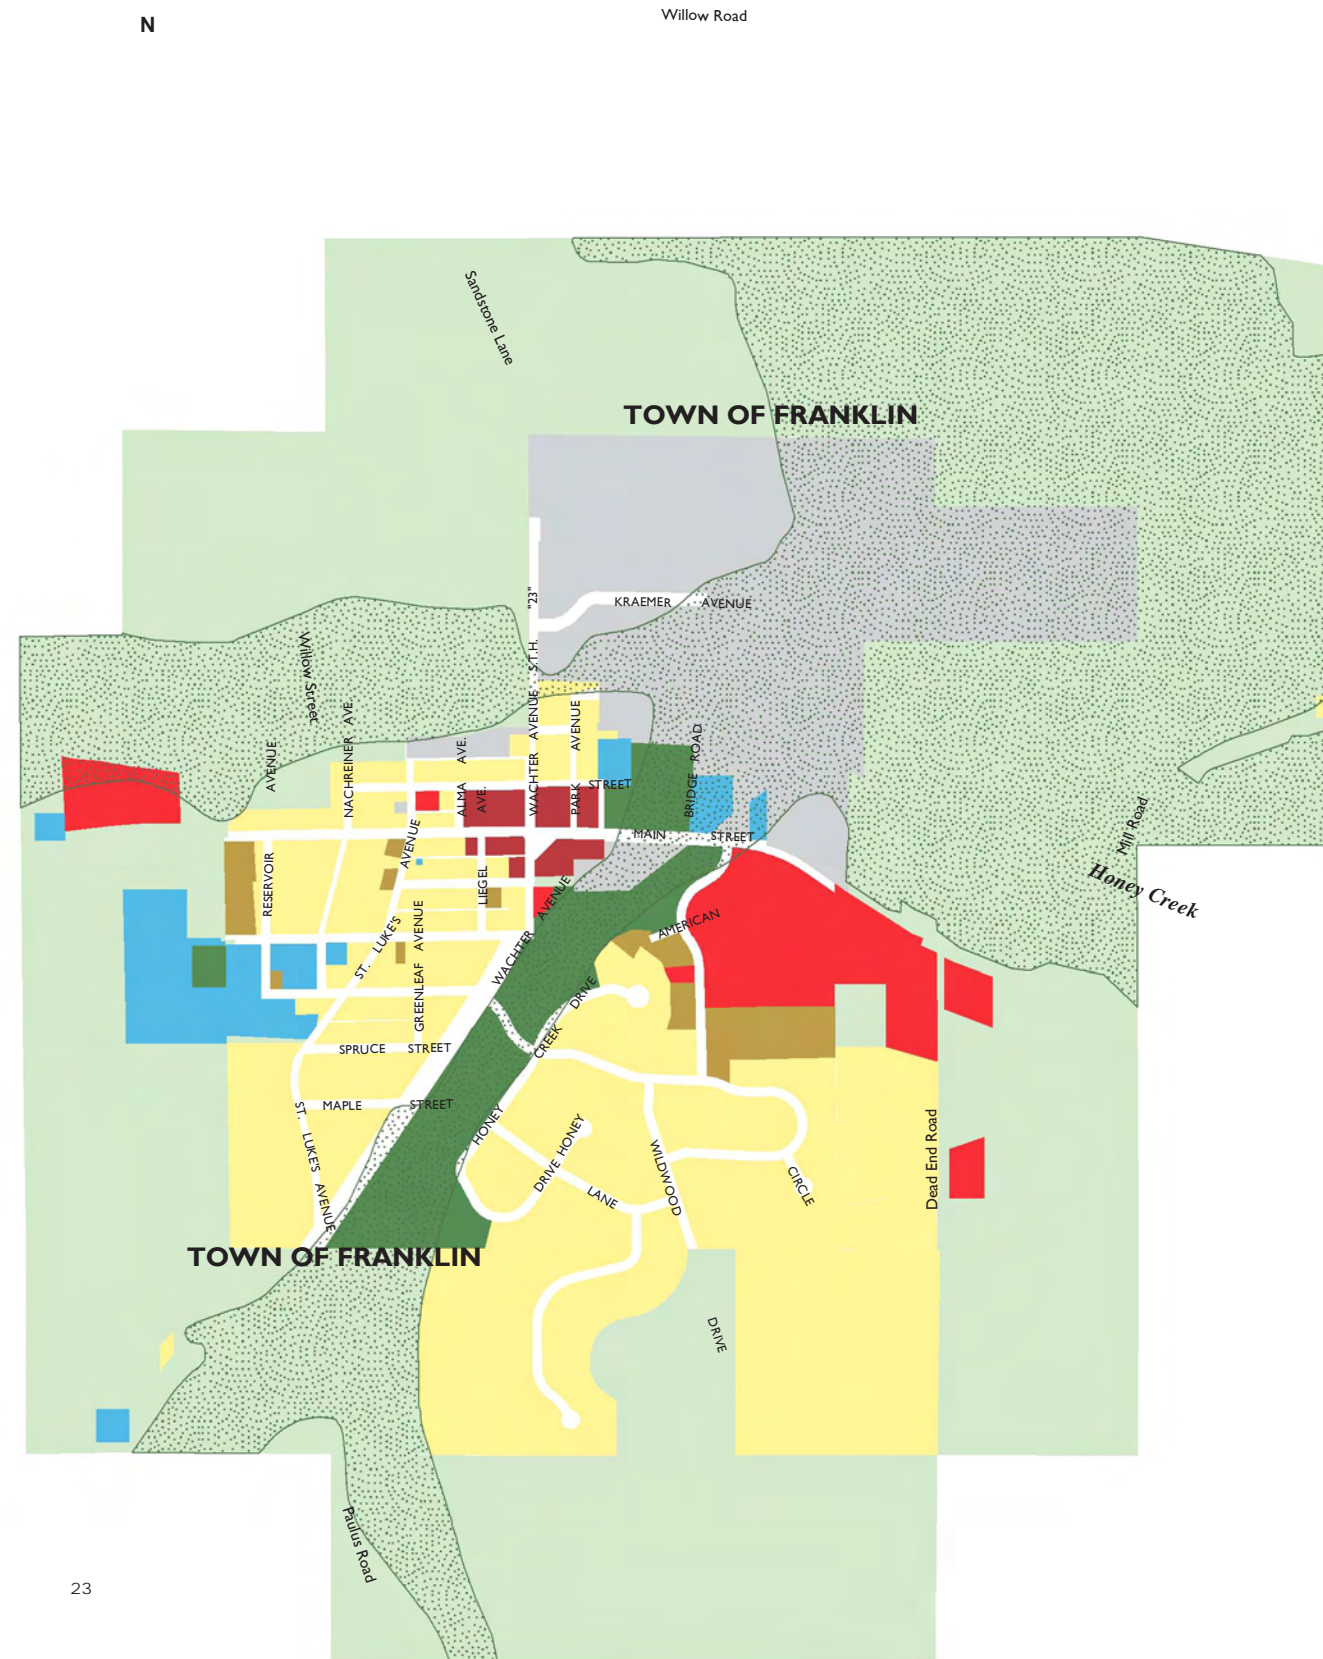 N
Willow Road
Sandstone Lane
TOWN OF FRANKLIN
"23"
KRAEMER AVENUE
S.T.H.
Willow Street
WACHTER AVENUE
AVENUE
NACHREINER AVE.
AVE.
PARK AVENUE
BRIDGE ROAD
ALMA
AVE.
STREET
MAIN STREET
Mill Road
Honey Creek
RESERVOIR
AVENUE
LIEGEL
ST. LUKE'S
GREENLEAF AVENUE
WACHTER AVENUE
AMERICAN
DRIVE
CREEK
HONEY
SPRUCE STREET
MAPLE STREET
ST. LUKE'S AVENUE
DRIVE HONEY
LANE
WILDWOOD
CIRCLE
Dead End Road
TOWN OF FRANKLIN
DRIVE
Paulus Road
23